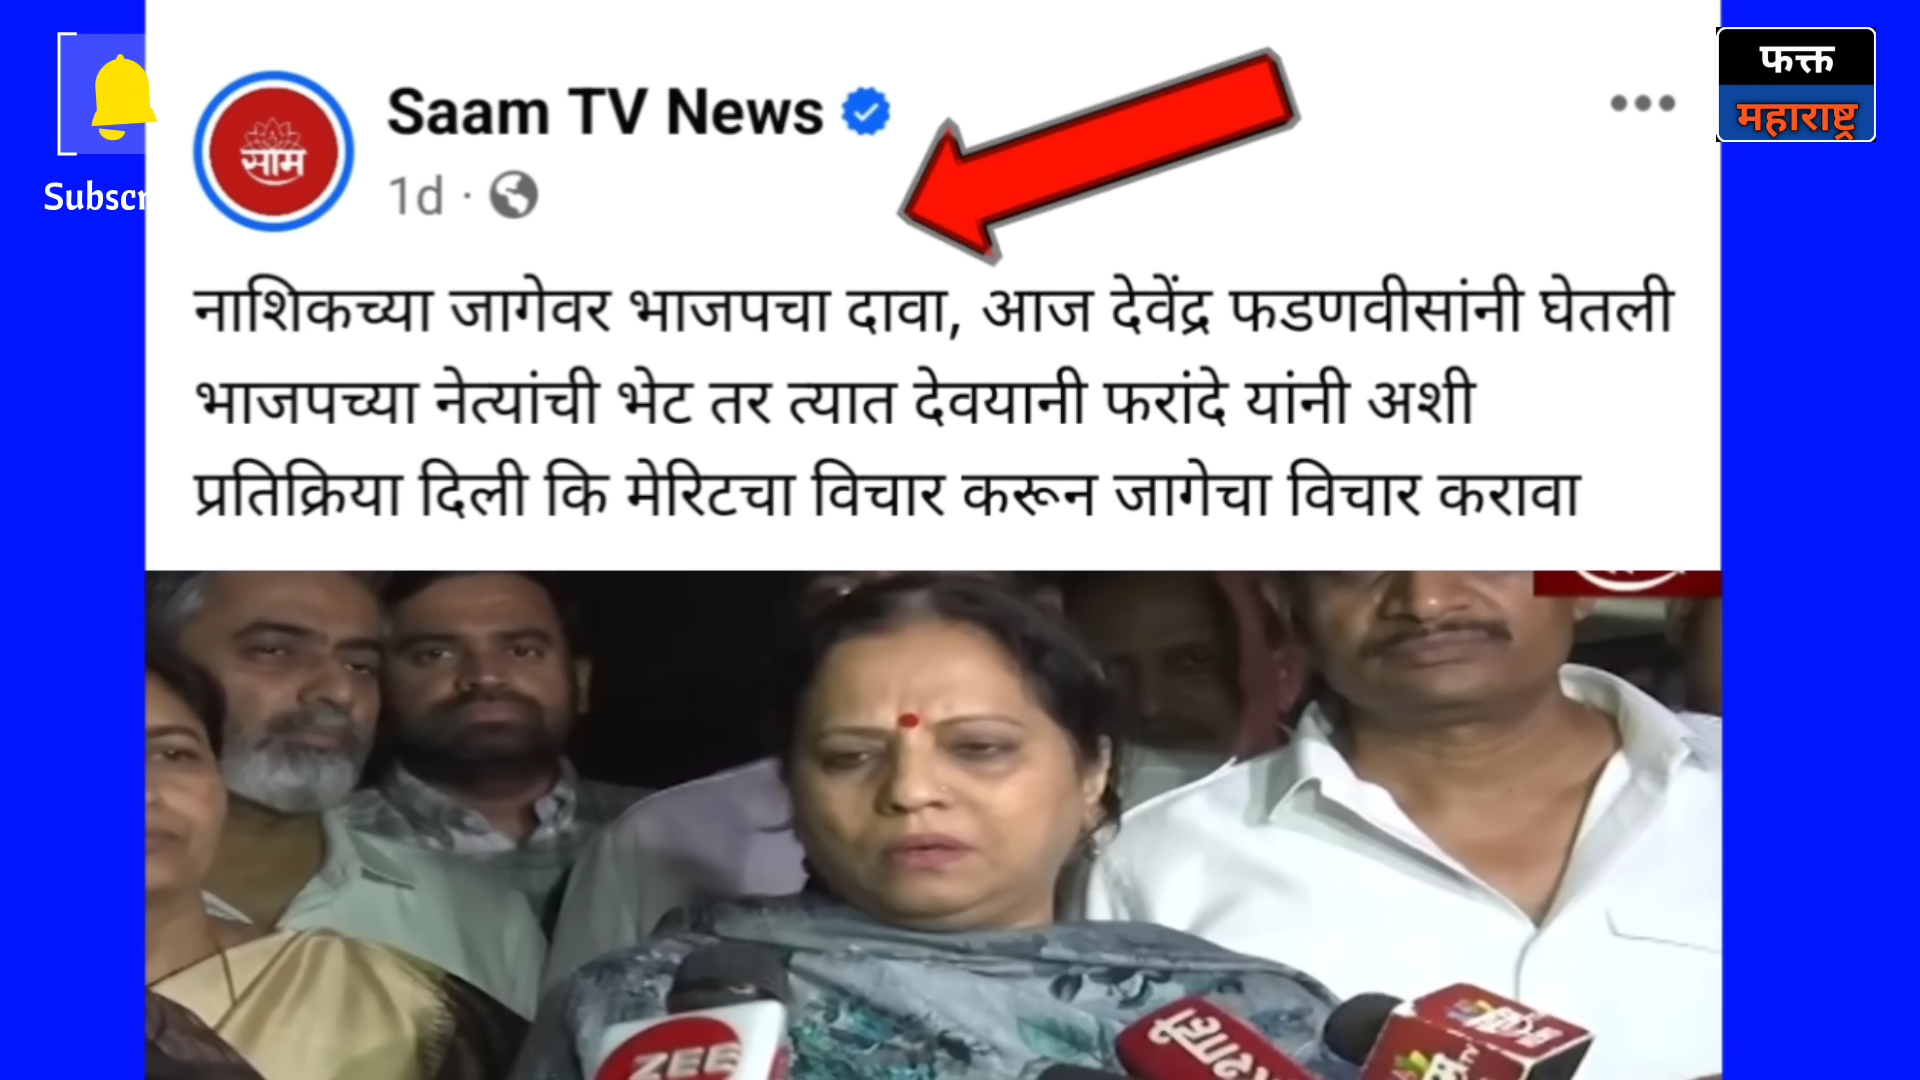 Subscr
फक्त
महाराष्ट्र
साम
Saam TV News
1d
नाशिकच्या जागेवर भाजपचा दावा, आज देवेंद्र फडणवीसांनी घेतली
भाजपच्या नेत्यांची भेट तर त्यात देवयानी फरांदे यांनी अशी
प्रतिक्रिया दिली कि मेरिटचा विचार करून जागेचा विचार करावा
ZEE